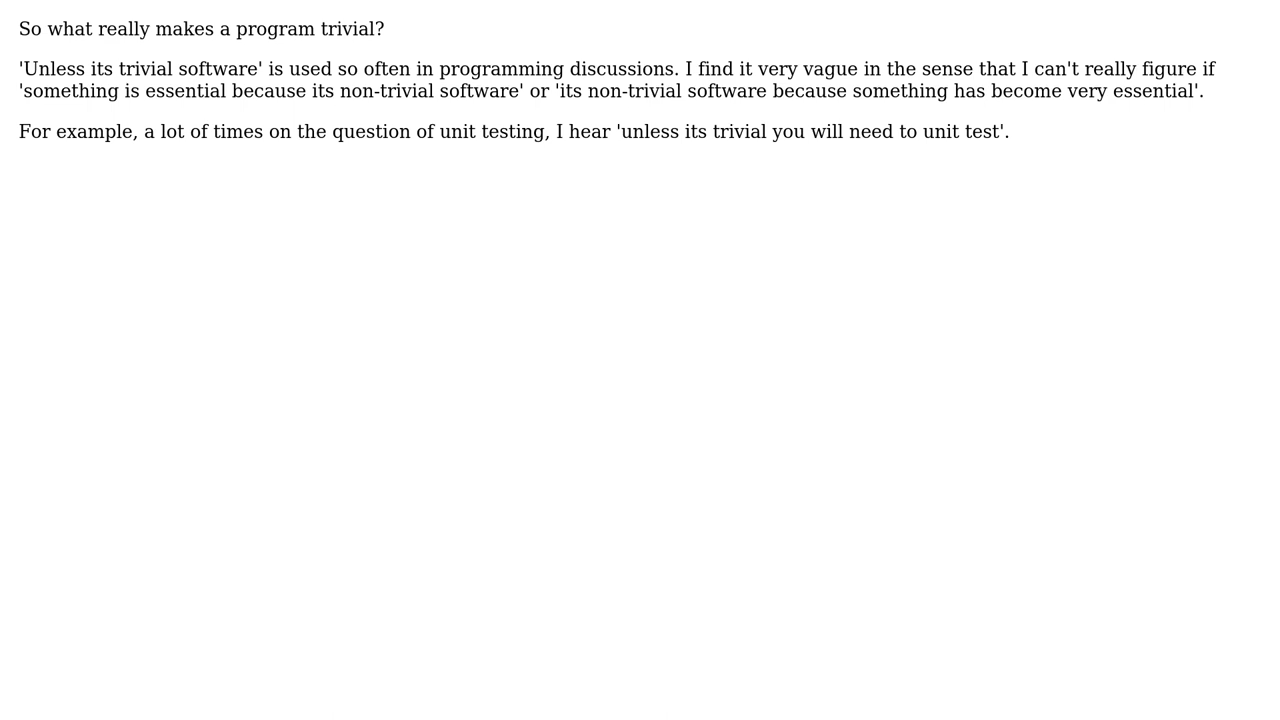 So what really makes a program trivial?
'Unless its trivial software' is used so often in programming discussions. I find it very vague in the sense that I can't really figure if
'something is essential because its non-trivial software' or 'its non-trivial software because something has become very essential'.
For example, a lot of times on the question of unit testing, I hear 'unless its trivial you will need to unit test'.